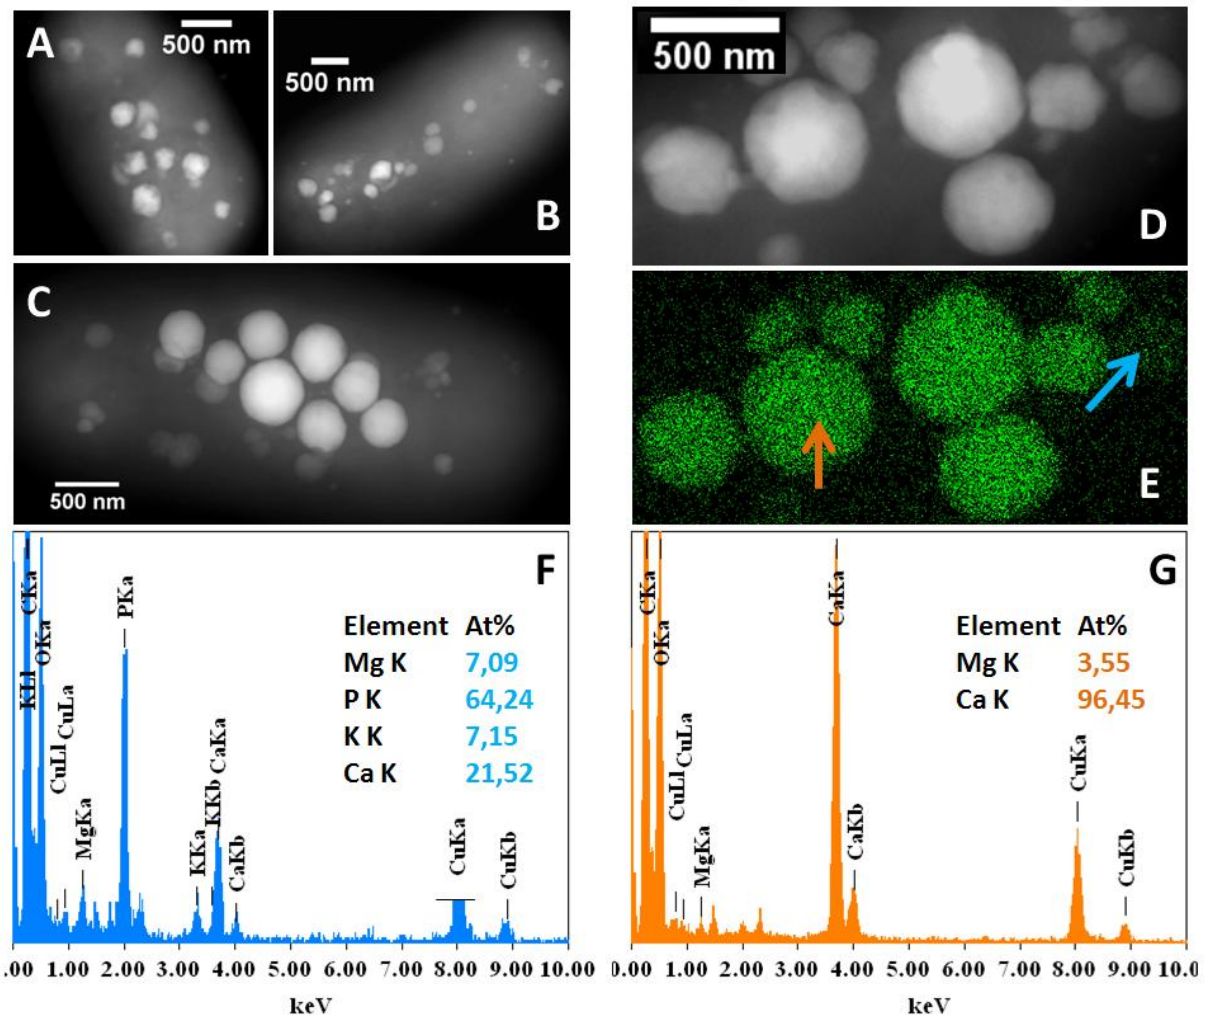 A
500 nm
500 nm
B
500 nm
D
C
500 nm
E
F
CKa
KLl
OKa
CuLl
CuLa
MgKa
PKa
KKa
KKb
CaKa
CaKb
CuKa
CuKb
Element At%
Mg K 7,09
P K 64,24
K K 7,15
Ca K 21,52
.00 1.00 2.00 3.00 4.00 5.00 6.00 7.00 8.00 9.00 10.00
keV
G
CKa
OKa
CuLl
CuLa
MgKa
CaKa
CaKb
CuKa
CuKb
Element At%
Mg K 3,55
Ca K 96,45
0.00 1.00 2.00 3.00 4.00 5.00 6.00 7.00 8.00 9.00 10.0
keV